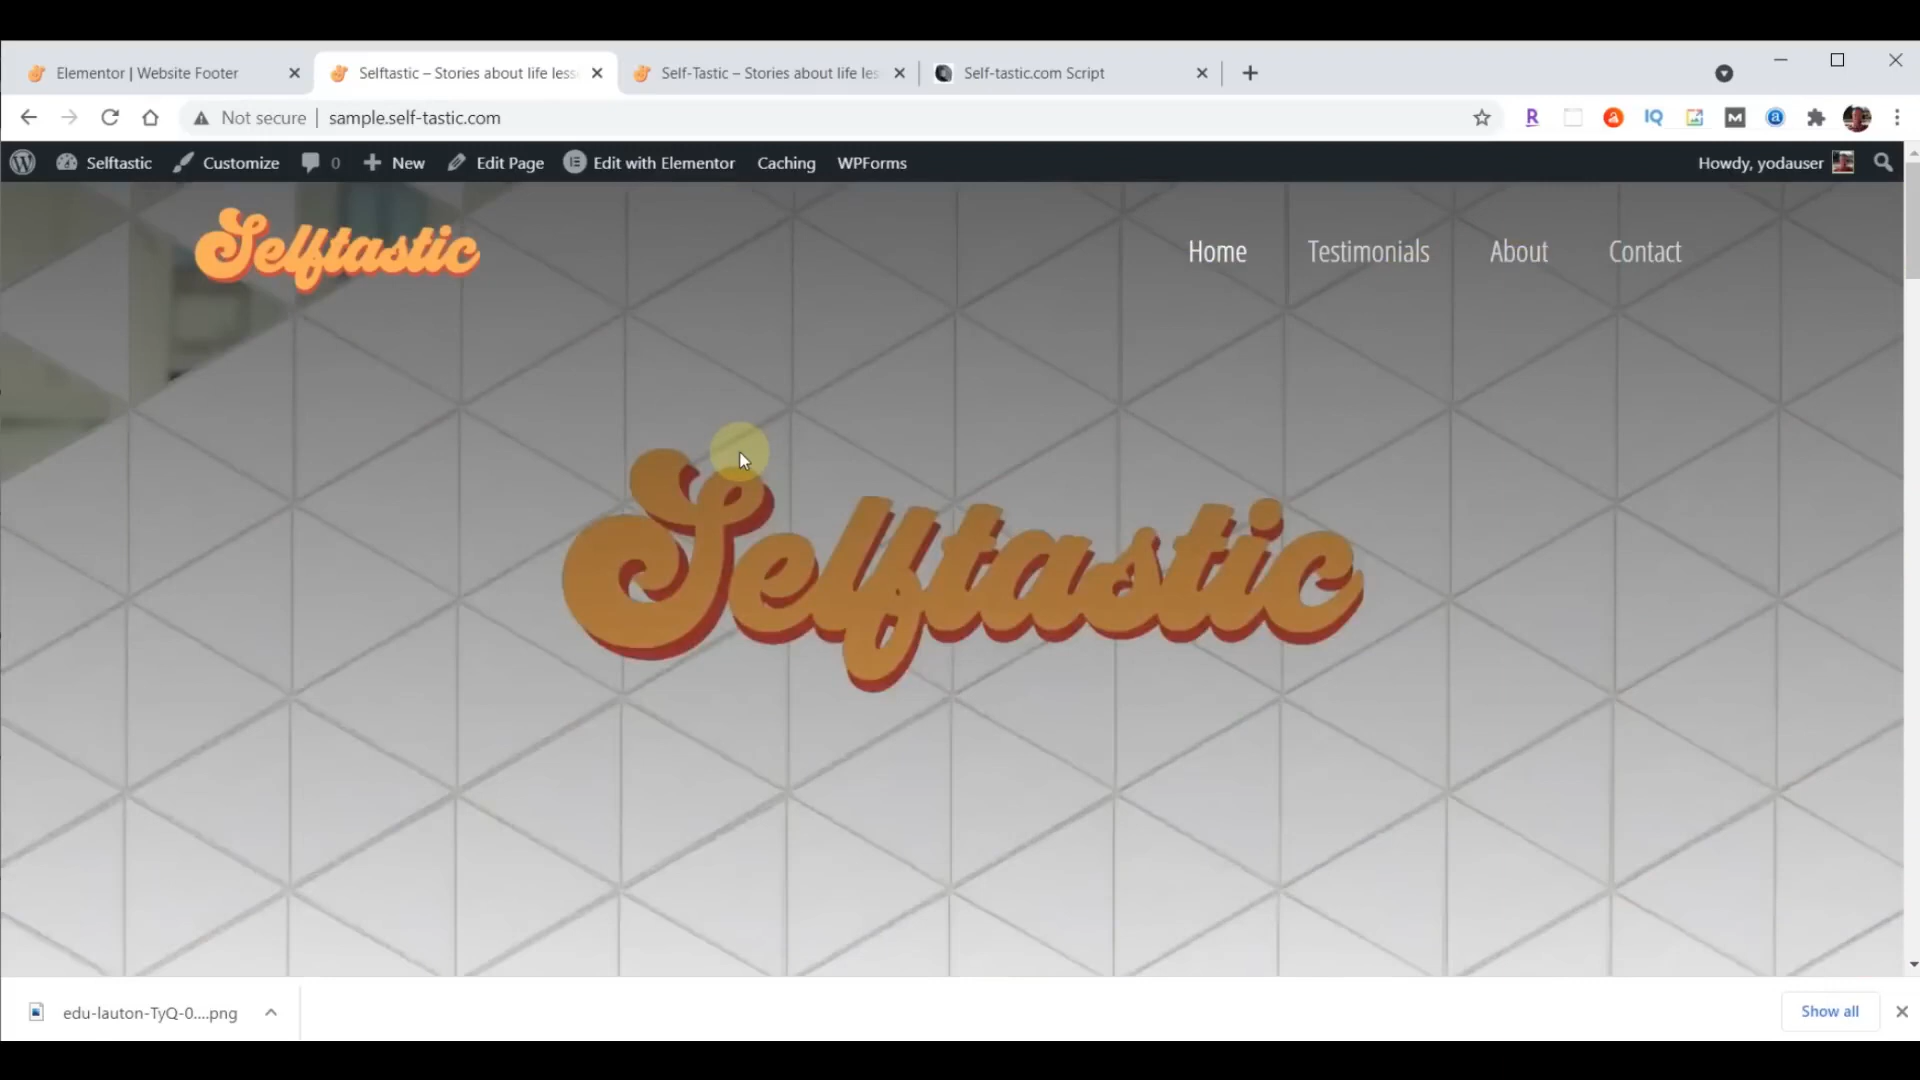 Elementor | Website Footer
Selftastic – Stories about life less
Self-Tastic – Stories about life les
Self-tastic.com Script
Not secure | sample.self-tastic.com
Selftastic Customize 0 New Edit Page Edit with Elementor Caching WPForms Howdy, yodauser
Selftastic
Home Testimonials About Contact
Selftastic
edu-lauton-TyQ-0....png
Show all